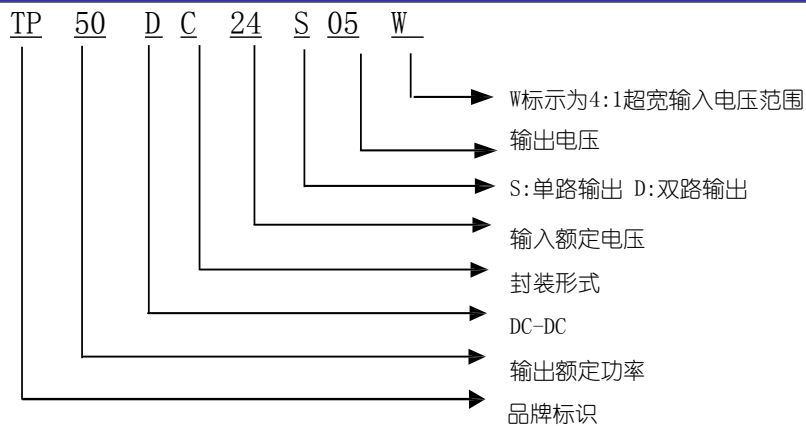 TP 50 D C 24 S 05 W
W标示为4:1超宽输入电压范围
输出电压
S:单路输出 D:双路输出
输入额定电压
封装形式
DC-DC
输出额定功率
品牌标识